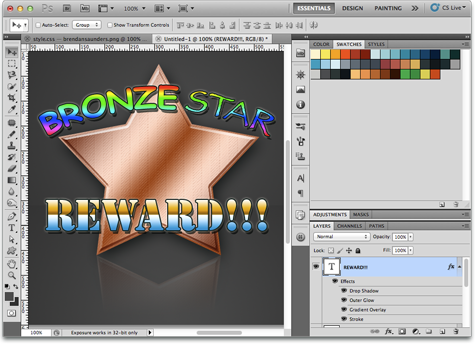 Ps Mb 100% ESSENTIALS DESIGN PAINTING >> CS Live
Auto-Select: Group Show Transform Controls
style.css -- brendansaunders.png @ 100% ... Untitled-1 @ 100% (REWARD!!!, RGB/8) *
COLOR SWATCHES STYLES
BRONZE STAR
REWARD!!!
ADJUSTMENTS MASKS
LAYERS CHANNELS PATHS
Normal Opacity: 100%
Lock: Fill: 100%
T REWARD!!! fx
Effects
Drop Shadow
Outer Glow
Gradient Overlay
Stroke
100% Exposure works in 32-bit only